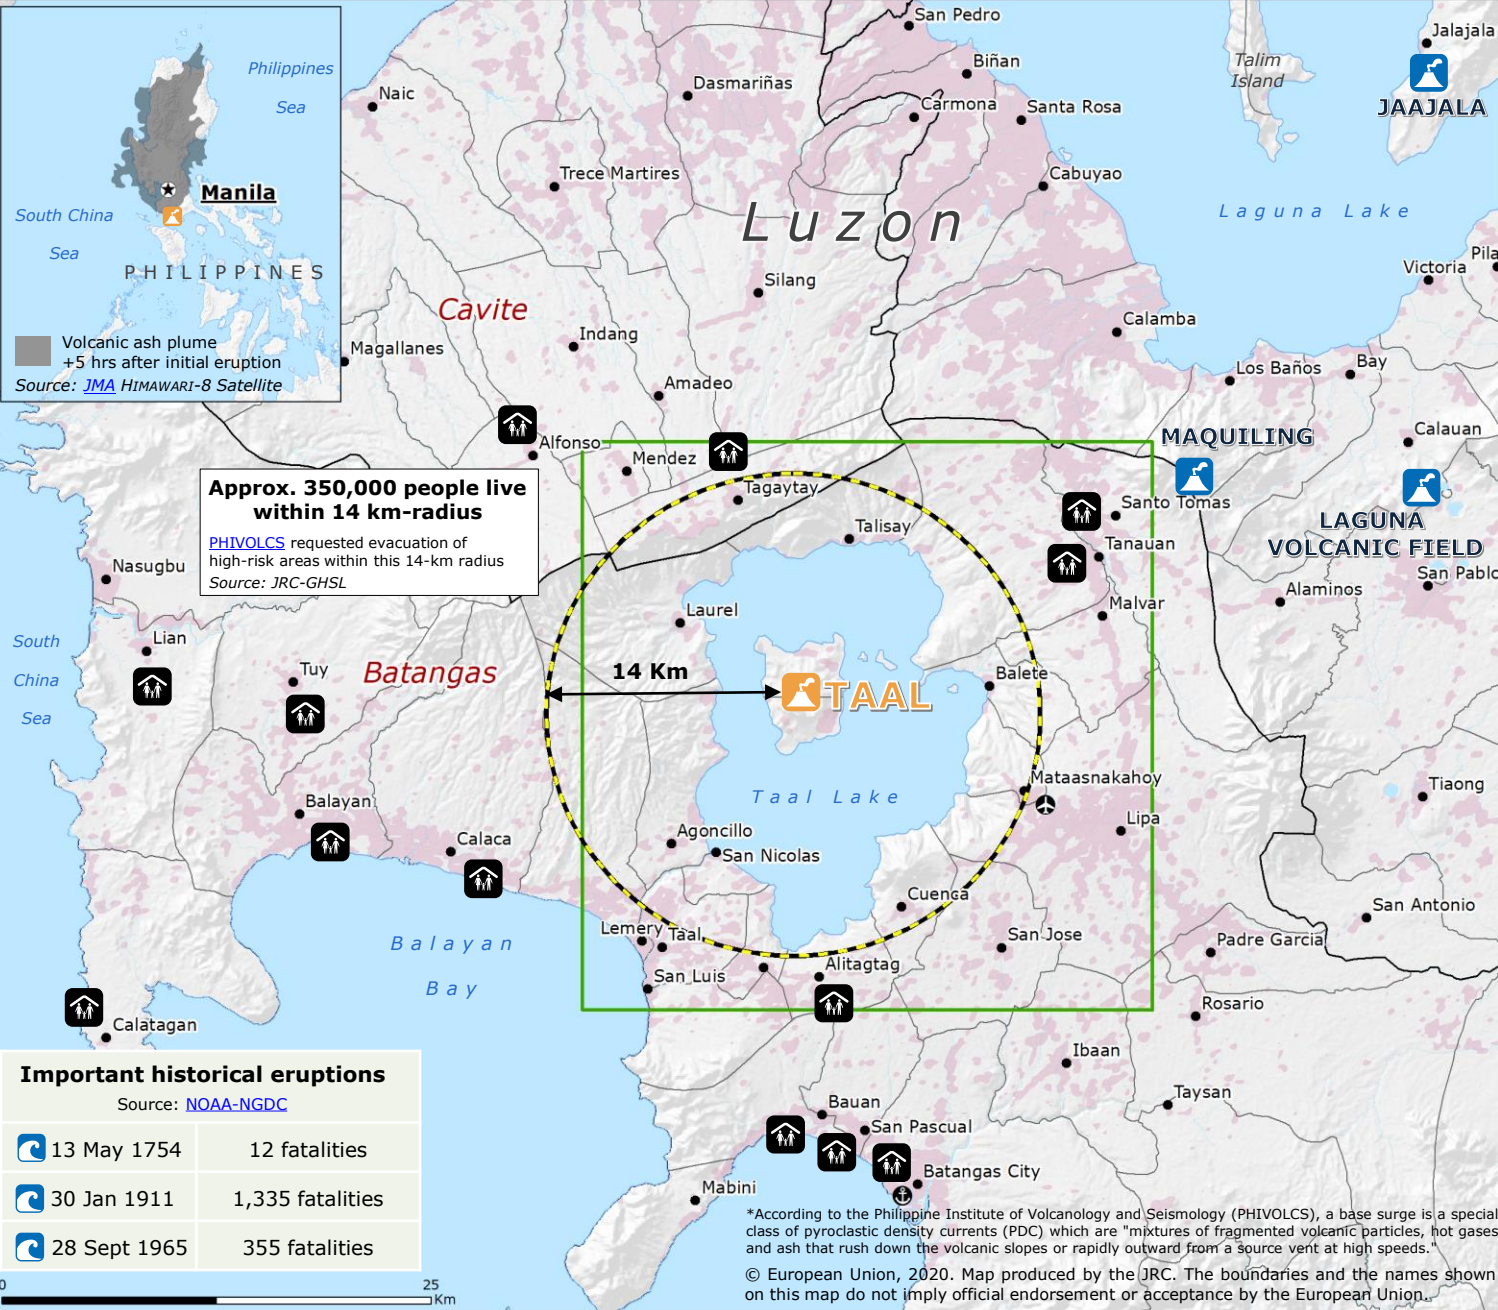 Philippines
Sea
Manila
South China
Sea
PHILIPPINES
Volcanic ash plume
+5 hrs after initial eruption
Source: JMA HIMAWARI-8 Satellite
San Pedro
Jalajala
JAAJALA
Talim
Island
Biñan
Dasmariñas
Naic
Carmona
Santa Rosa
Trece Martires
Cabuyao
Luzon
Laguna Lake
Pila
Victoria
Silang
Cavite
Calamba
Indang
Magallanes
Los Baños
Bay
Amadeo
Alfonso
Mendez
MAQUILING
Calauan
Approx. 350,000 people live
within 14 km-radius
PHIVOLCS requested evacuation of
high-risk areas within this 14-km radius
Source: JRC-GHSL
Tagaytay
Talisay
Santo Tomas
LAGUNA
VOLCANIC FIELD
Tanauan
San Pablo
Nasugbu
Alaminos
Malvar
Laurel
Lian
South
China
Sea
Tuy
Batangas
14 Km
TAAL
Balete
Mataasnakahoy
Tiaong
Taal Lake
Balayan
Lipa
Calaca
Agoncillo
San Nicolas
Cuenca
San Antonio
Lemery
Taal
San Jose
Padre Garcia
Balayan
Bay
San Luis
Alitagtag
Rosario
Calatagan
Ibaan
Taysan
Important historical eruptions
Source: NOAA-NGDC
13 May 1754 12 fatalities
30 Jan 1911 1,335 fatalities
28 Sept 1965 355 fatalities
Bauan
San Pascual
Batangas City
Mabini
*According to the Philippine Institute of Volcanology and Seismology (PHIVOLCS), a base surge is a special
class of pyroclastic density currents (PDC) which are "mixtures of fragmented volcanic particles, hot gases
and ash that rush down the volcanic slopes or rapidly outward from a source vent at high speeds."
© European Union, 2020. Map produced by the JRC. The boundaries and the names shown
on this map do not imply official endorsement or acceptance by the European Union.
0 25
Km